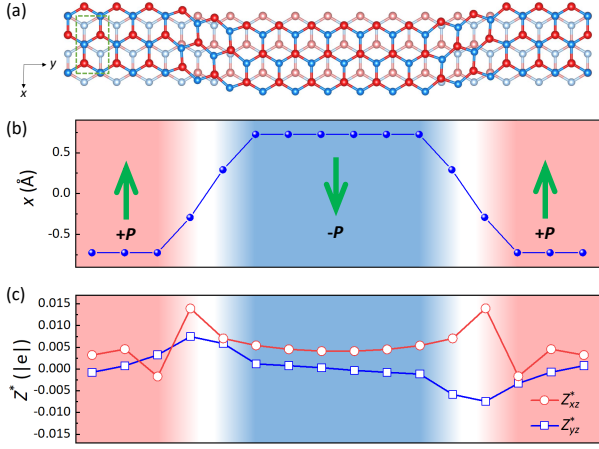 (a)
y
x
(b)
x (Å)
0.5
0.0
-0.5
+P
-P
+P
(c)
Z* (|e|)
0.015
0.010
0.005
0.000
-0.005
-0.010
-0.015
Z*xz
Z*yz